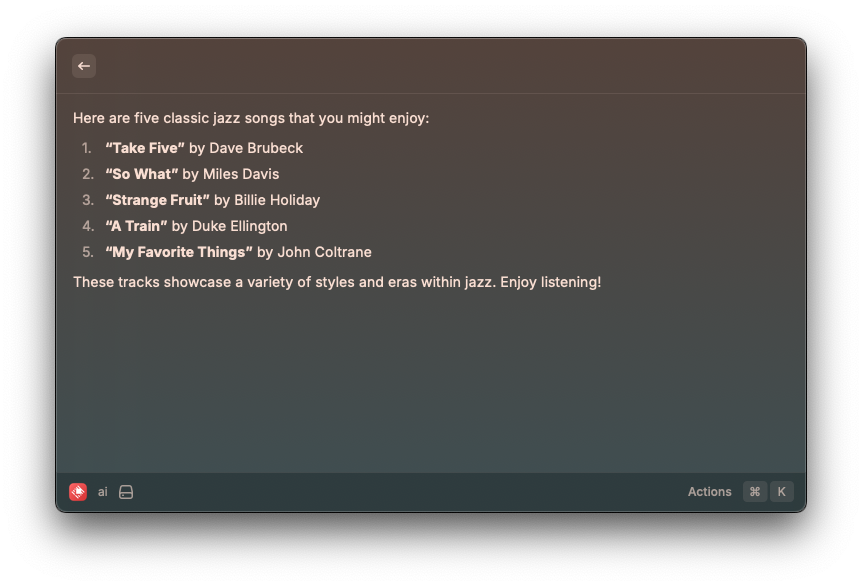 Here are five classic jazz songs that you might enjoy:
1. “Take Five” by Dave Brubeck
2. “So What” by Miles Davis
3. “Strange Fruit” by Billie Holiday
4. “A Train” by Duke Ellington
5. “My Favorite Things” by John Coltrane
These tracks showcase a variety of styles and eras within jazz. Enjoy listening!
ai Actions ⌘ K